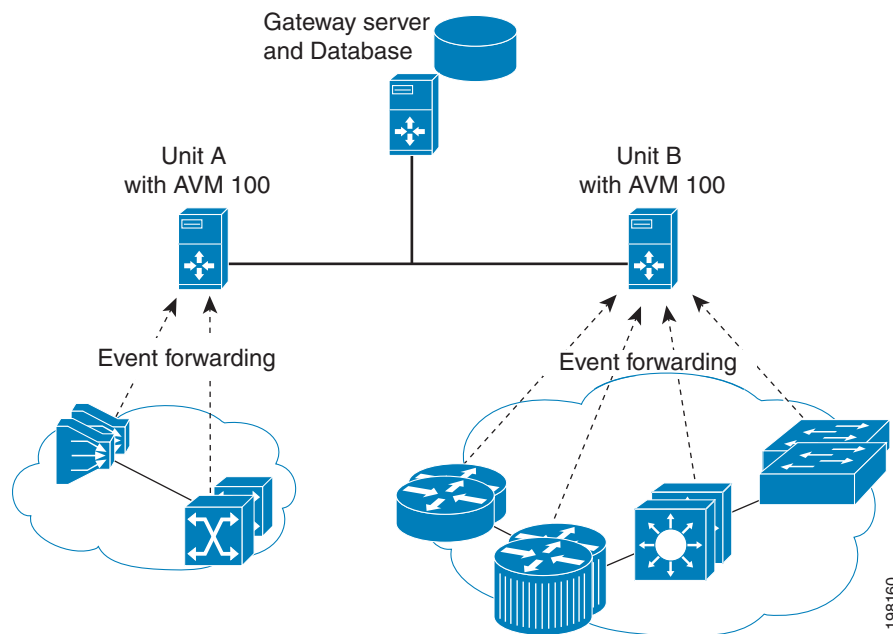 Gateway server
and Database
Unit A
with AVM 100
Unit B
with AVM 100
Event forwarding
Event forwarding
198160